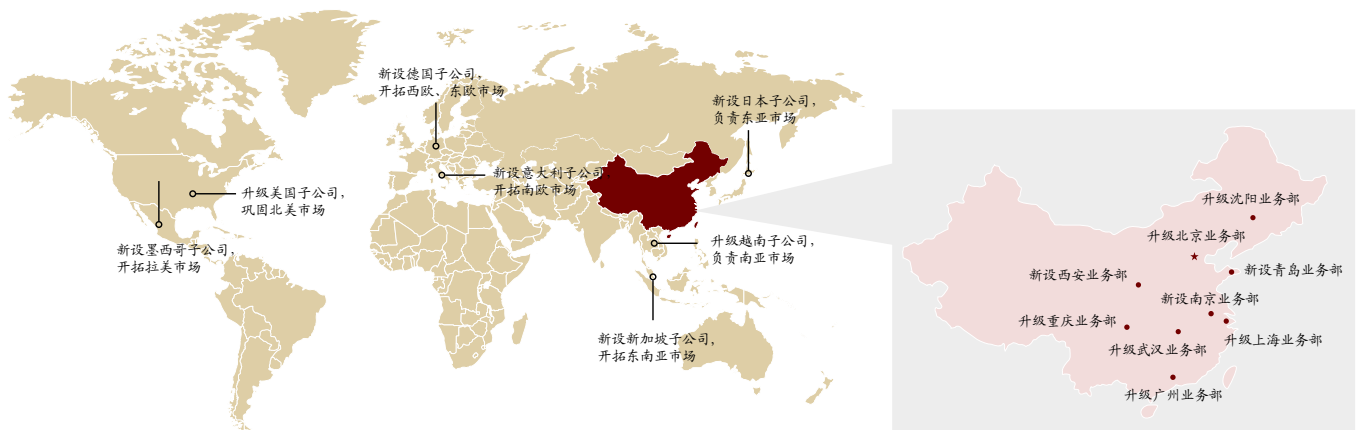 新设德国子公司，
开拓西欧、东欧市场
新设日本子公司，
负责东亚市场
新设意大利子公司，
开拓南欧市场
升级美国子公司，
巩固北美市场
新设墨西哥子公司，
开拓拉美市场
升级越南子公司，
负责南亚市场
新设新加坡子公司，
开拓东南亚市场
升级沈阳业务部
升级北京业务部
新设青岛业务部
新设西安业务部
新设南京业务部
升级重庆业务部
升级上海业务部
升级武汉业务部
升级广州业务部